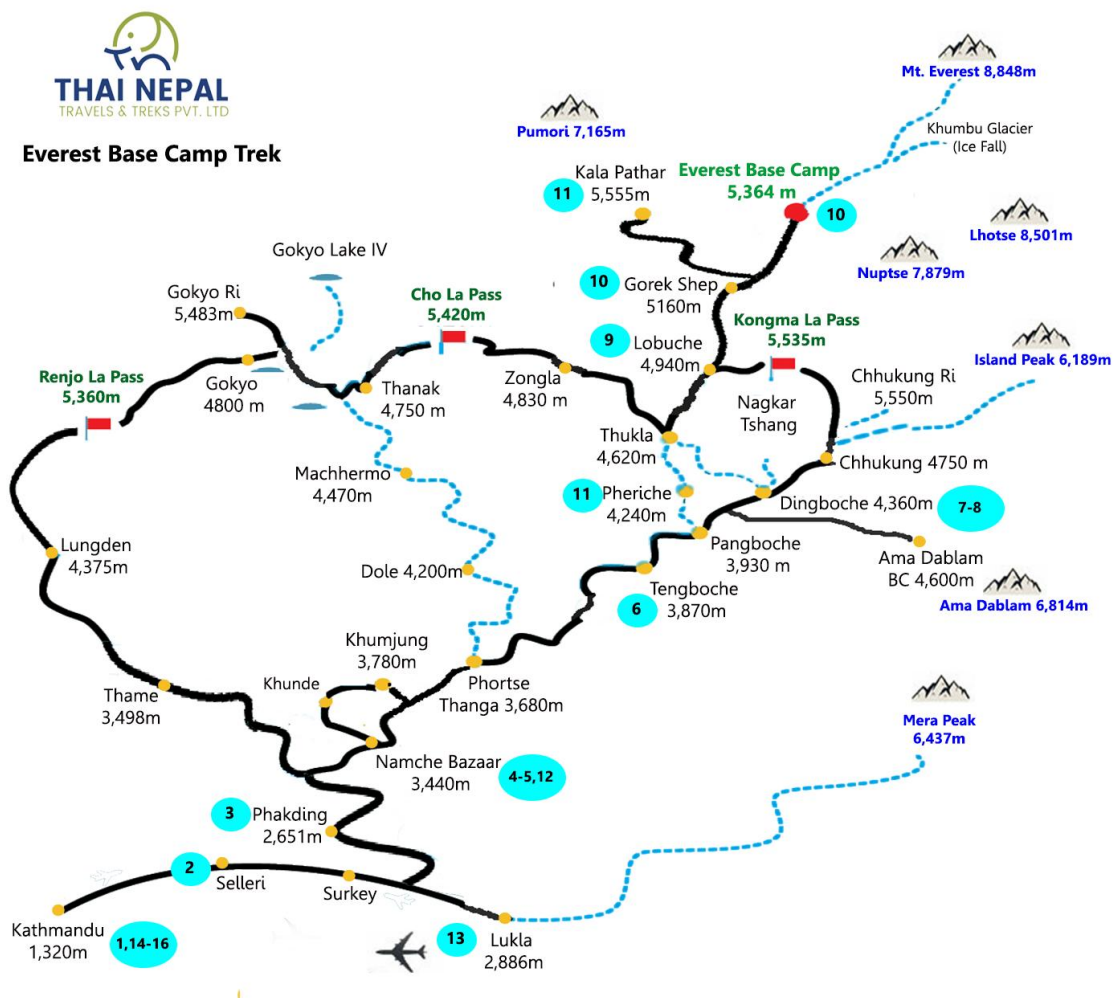 THAI NEPAL
TRAVELS & TREKS PVT. LTD
Everest Base Camp Trek
Mt. Everest 8,848m
Pumori 7,165m
Khumbu Glacier
(Ice Fall)
Kala Pathar
5,555m
11
Everest Base Camp
5,364 m
10
Lhotse 8,501m
Nuptse 7,879m
Gokyo Lake IV
Gokyo Ri
5,483m
Cho La Pass
5,420m
10
Gorek Shep
5160m
9
Lobuche
4,940m
Kongma La Pass
5,535m
Island Peak 6,189m
Renjo La Pass
5,360m
Gokyo
4800 m
Thanak
4,750 m
Zongla
4,830 m
Nagkar
Tshang
Chhukung Ri
5,550m
Thukla
4,620m
Chhukung 4750 m
Machhermo
4,470m
11
Pheriche
4,240m
Dingboche 4,360m
7-8
Lungden
4,375m
Pangboche
3,930 m
Ama Dablam
BC 4,600m
Dole 4,200m
Tengboche
3,870m
6
Ama Dablam 6,814m
Khumjung
3,780m
Khunde
Phortse
Thanga 3,680m
Thame
3,498m
Mera Peak
6,437m
Namche Bazaar
3,440m
4-5,12
3
Phakding
2,651m
2
Selleri
Surkey
Kathmandu
1,320m
1,14-16
13
Lukla
2,886m